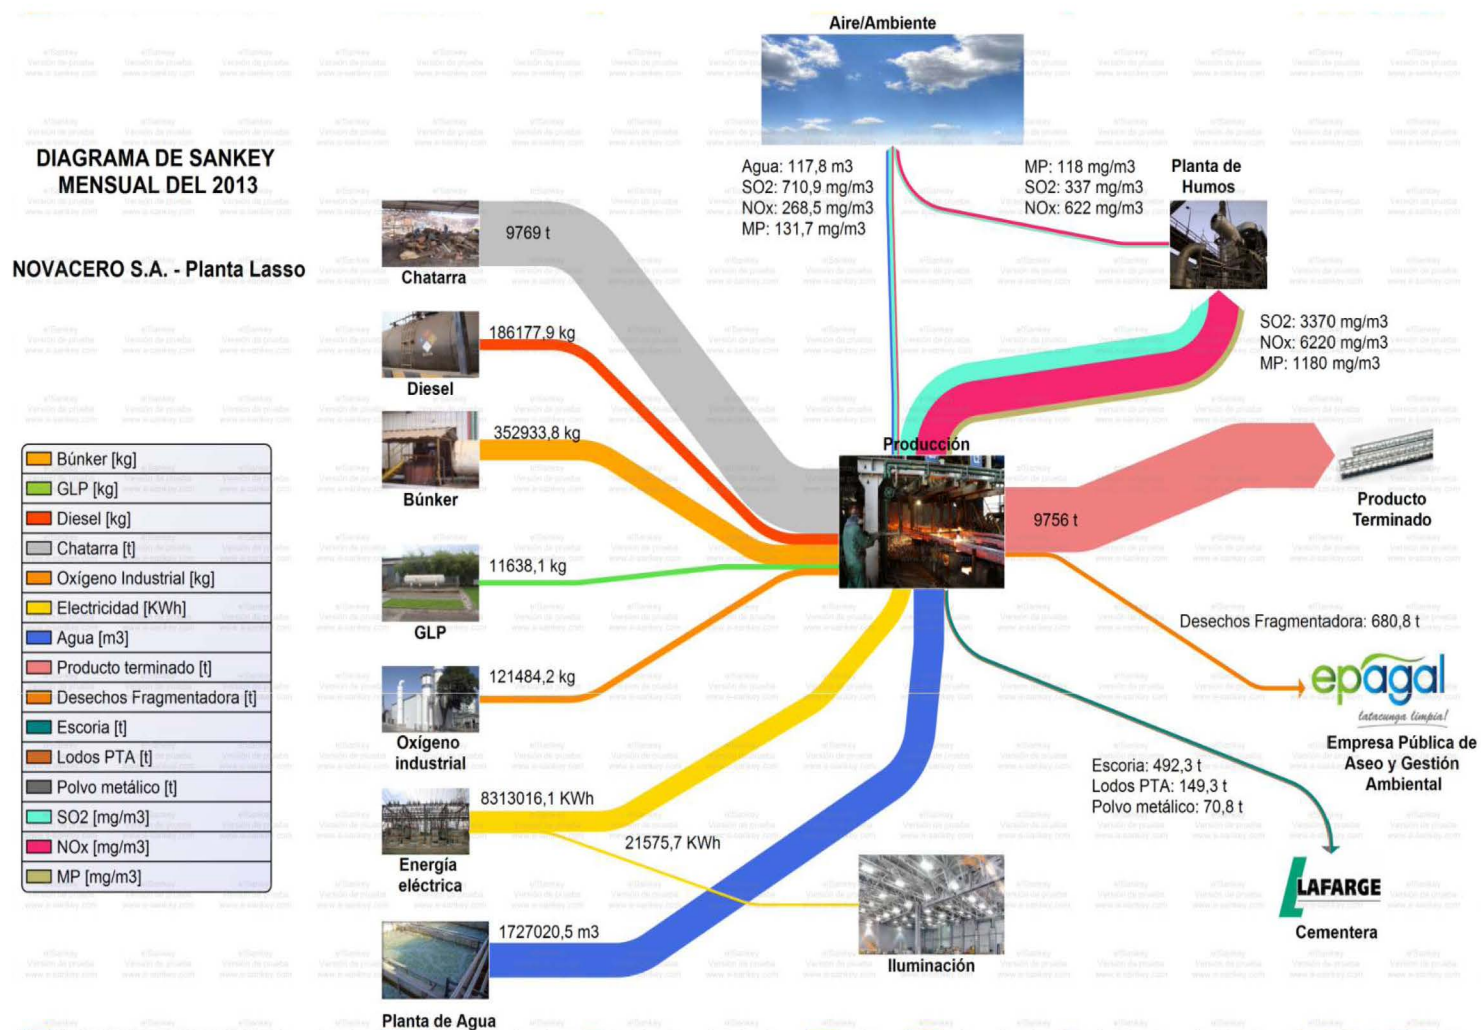 Aire/Ambiente
DIAGRAMA DE SANKEY
MENSUAL DEL 2013
NOVACERO S.A. - Planta Lasso
Agua: 117,8 m3
SO2: 710,9 mg/m3
NOx: 268,5 mg/m3
MP: 131,7 mg/m3
MP: 118 mg/m3
SO2: 337 mg/m3
NOx: 622 mg/m3
Planta de
Humos
9769 t
Chatarra
186177,9 kg
Diesel
SO2: 3370 mg/m3
NOx: 6220 mg/m3
MP: 1180 mg/m3
352933,8 kg
Búnker
Producción
9756 t
Producto
Terminado
Búnker [kg]
GLP [kg]
Diesel [kg]
Chatarra [t]
Oxígeno Industrial [kg]
Electricidad [KWh]
Agua [m3]
Producto terminado [t]
Desechos Fragmentadora [t]
Escoria [t]
Lodos PTA [t]
Polvo metálico [t]
SO2 [mg/m3]
NOx [mg/m3]
MP [mg/m3]
11638,1 kg
GLP
Desechos Fragmentadora: 680,8 t
epagal
latacunga limpia!
Empresa Pública de
Aseo y Gestión
Ambiental
121484,2 kg
Oxígeno
industrial
Escoria: 492,3 t
Lodos PTA: 149,3 t
Polvo metálico: 70,8 t
8313016,1 KWh
21575,7 KWh
Energía
eléctrica
LAFARGE
Cementera
1727020,5 m3
Iluminación
Planta de Agua